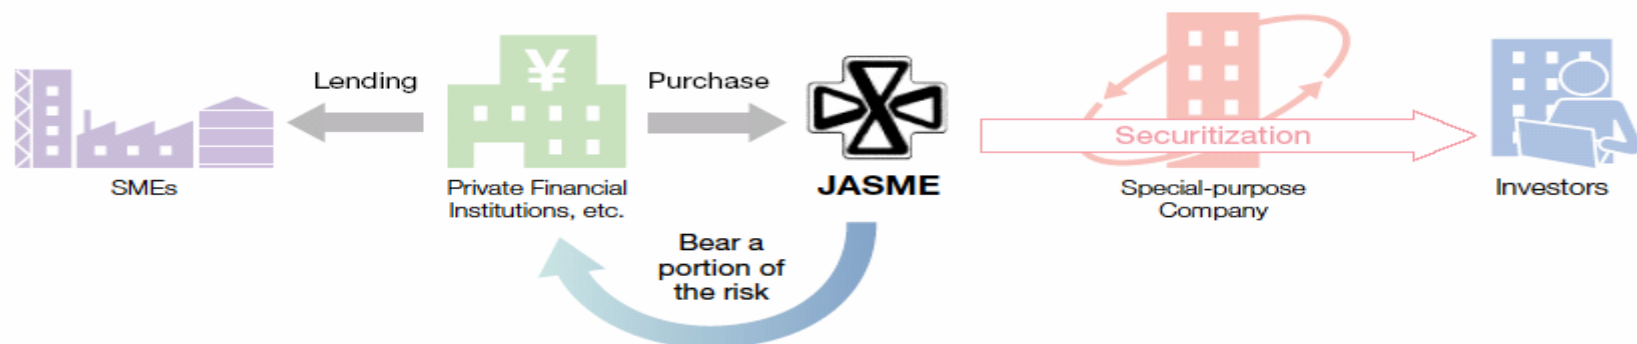 Lending
Purchase
¥
Securitization
SMEs
Private Financial
Institutions, etc.
JASME
Special-purpose
Company
Investors
Bear a
portion of
the risk